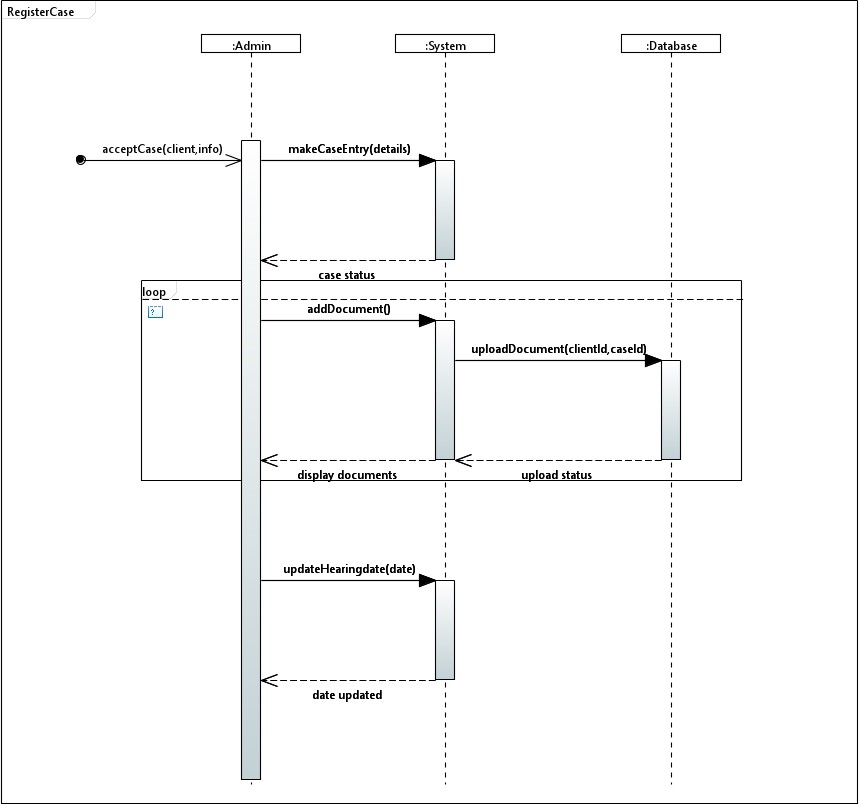 RegisterCase
:Admin
:System
:Database
acceptCase(client,info)
makeCaseEntry(details)
case status
loop
?
addDocument()
uploadDocument(clientId,caseId)
display documents
upload status
updateHearingdate(date)
date updated